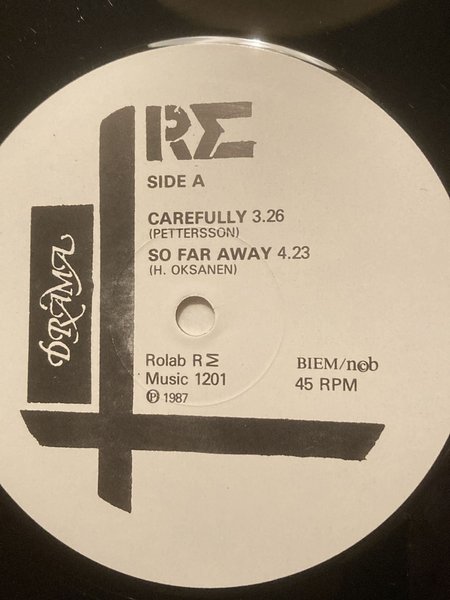 RΣ
SIDE A
CAREFULLY 3.26
(PETTERSSON)
SO FAR AWAY 4.23
(H. OKSANEN)
DRAMA
Rolab RΣ
Music 1201
℗ 1987
BIEM/ncb
45 RPM